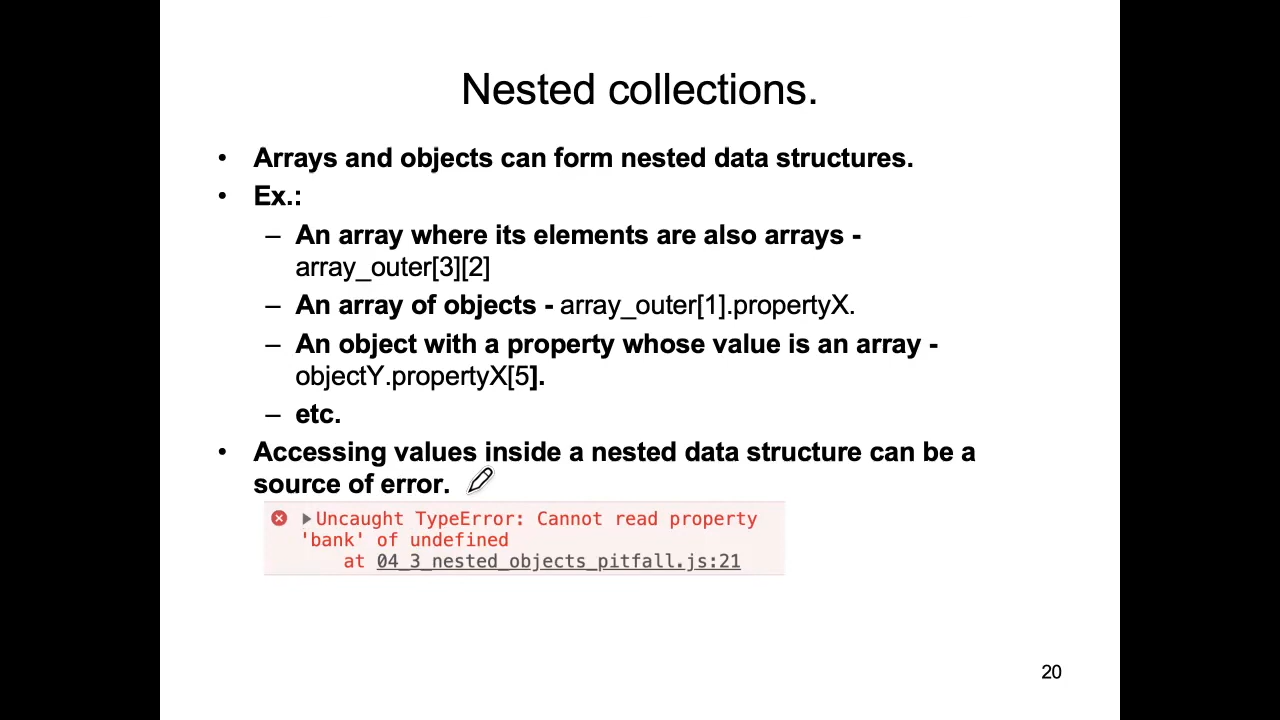 Nested collections.
• Arrays and objects can form nested data structures.
• Ex.:
– An array where its elements are also arrays -
array_outer[3][2]
– An array of objects - array_outer[1].propertyX.
– An object with a property whose value is an array -
objectY.propertyX[5].
– etc.
• Accessing values inside a nested data structure can be a
source of error.
Uncaught TypeError: Cannot read property
'bank' of undefined
at 04_3_nested_objects_pitfall.js:21
20